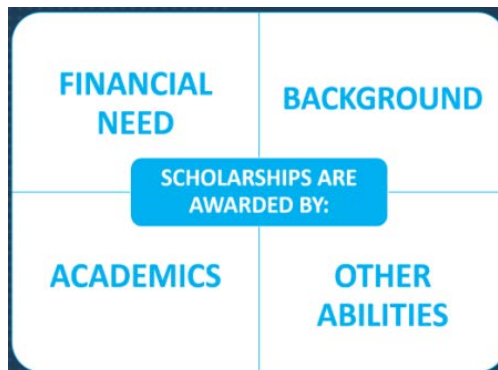 FINANCIAL
NEED
BACKGROUND
SCHOLARSHIPS ARE
AWARDED BY:
ACADEMICS
OTHER
ABILITIES